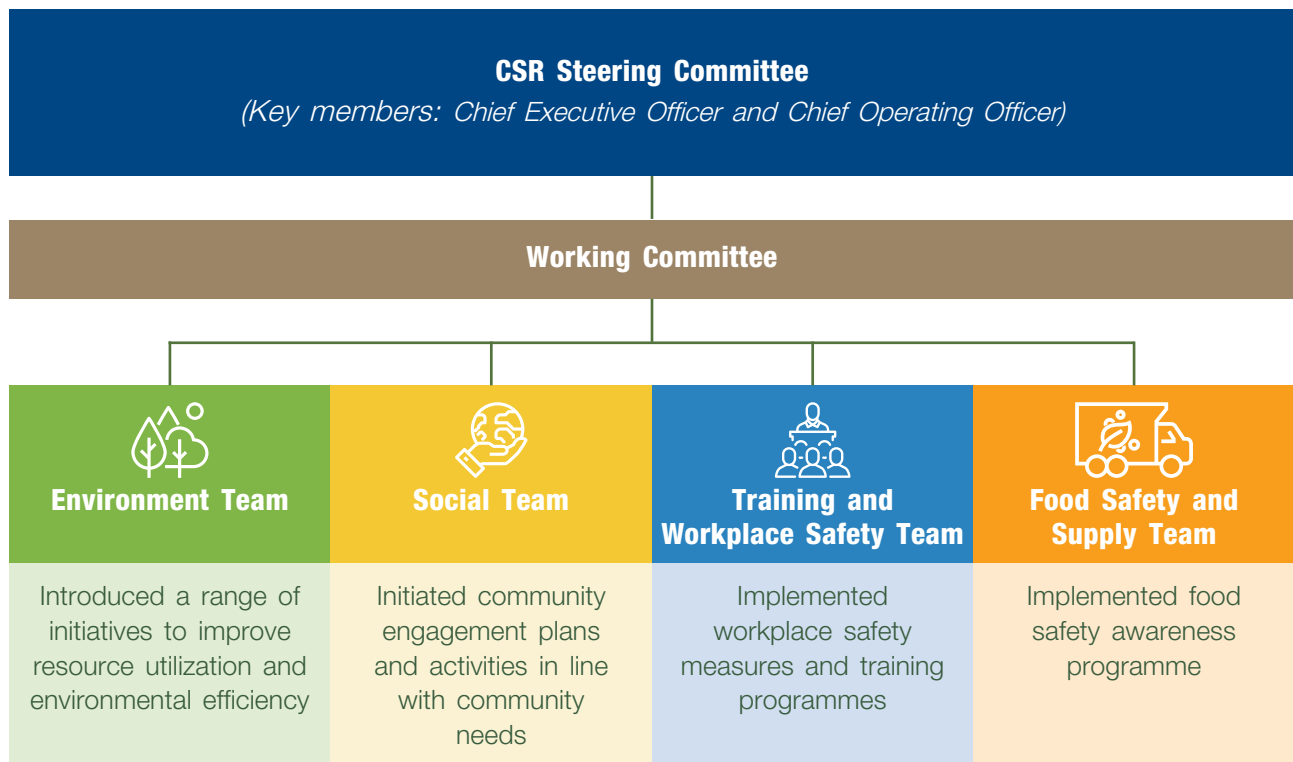 CSR Steering Committee
(Key members: Chief Executive Officer and Chief Operating Officer)
Working Committee
Environment Team
Introduced a range of
initiatives to improve
resource utilization and
environmental efficiency
Social Team
Initiated community
engagement plans
and activities in line
with community
needs
Training and
Workplace Safety Team
Implemented
workplace safety
measures and training
programmes
Food Safety and
Supply Team
Implemented food
safety awareness
programme